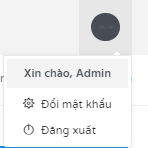 Xin chào, Admin
Đổi mật khẩu
Đăng xuất